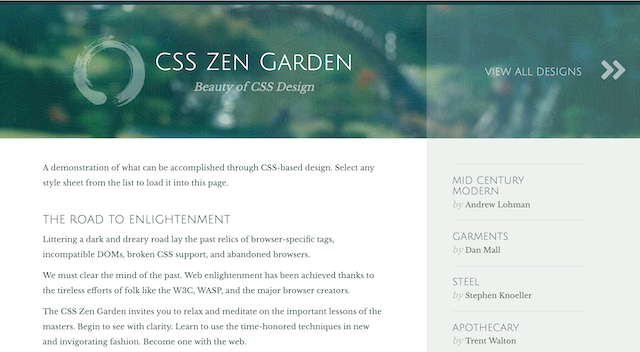 CSS Zen Garden
Beauty of CSS Design
VIEW ALL DESIGNS
A demonstration of what can be accomplished through CSS-based design. Select any
style sheet from the list to load it into this page.
THE ROAD TO ENLIGHTENMENT
Littering a dark and dreary road lay the past relics of browser-specific tags,
incompatible DOMs, broken CSS support, and abandoned browsers.
We must clear the mind of the past. Web enlightenment has been achieved thanks to
the tireless efforts of folk like the W3C, WASP, and the major browser creators.
The CSS Zen Garden invites you to relax and meditate on the important lessons of the
masters. Begin to see with clarity. Learn to use the time-honored techniques in new
and invigorating fashion. Become one with the web.
MID CENTURY
MODERN
by Andrew Lohman
GARMENTS
by Dan Mall
STEEL
by Stephen Knoeller
APOTHECARY
by Trent Walton